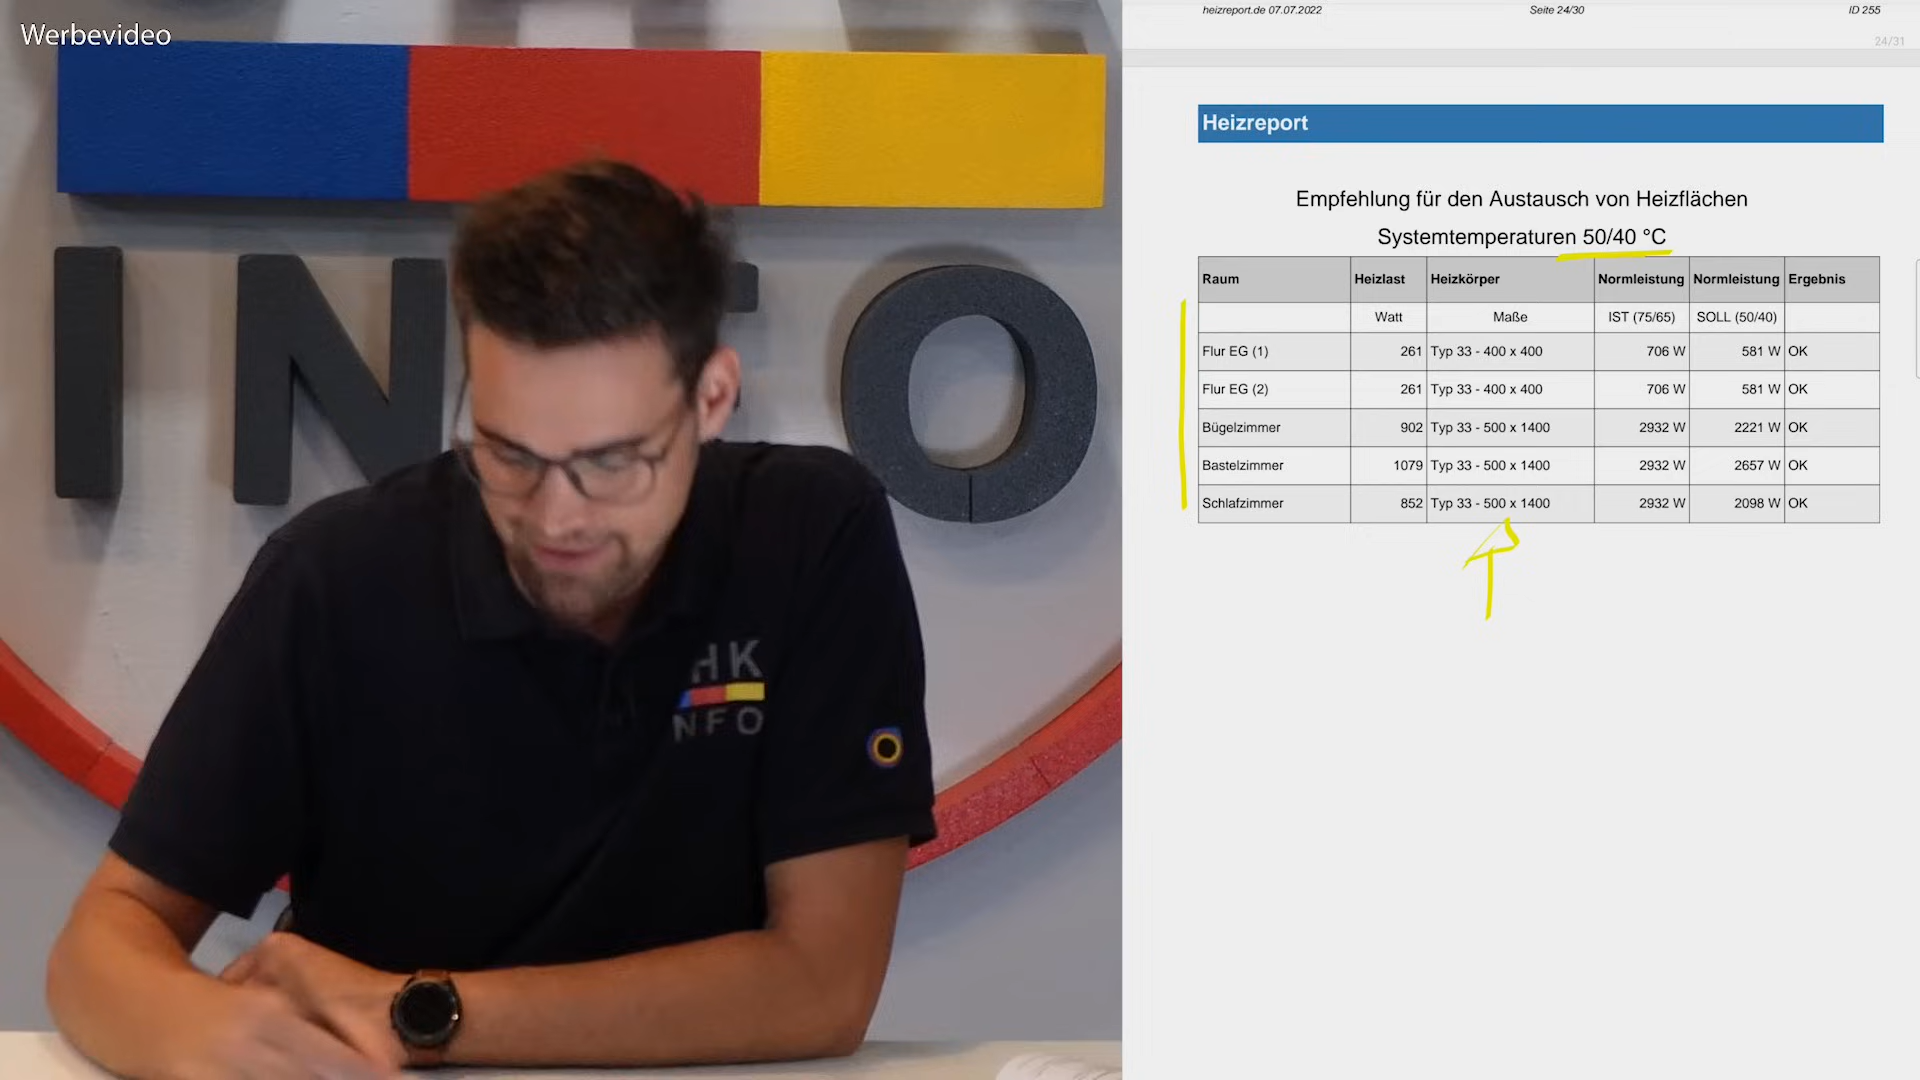 Werbevideo
INFO
HK
NFO
heizreport.de 07.07.2022 Seite 24/30 ID 255
24/31
Heizreport
Empfehlung für den Austausch von Heizflächen
Systemtemperaturen 50/40 °C
Raum Heizlast Heizkörper Normleistung Normleistung Ergebnis
Watt Maße IST (75/65) SOLL (50/40)
Flur EG (1) 261 Typ 33 - 400 x 400 706 W 581 W OK
Flur EG (2) 261 Typ 33 - 400 x 400 706 W 581 W OK
Bügelzimmer 902 Typ 33 - 500 x 1400 2932 W 2221 W OK
Bastelzimmer 1079 Typ 33 - 500 x 1400 2932 W 2657 W OK
Schlafzimmer 852 Typ 33 - 500 x 1400 2932 W 2098 W OK